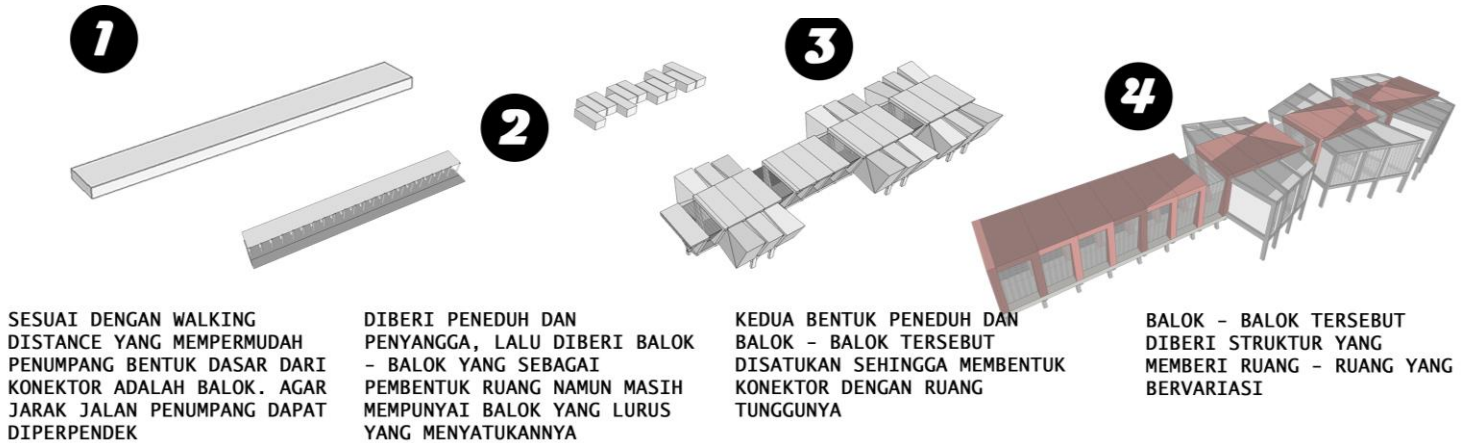 1
SESUAI DENGAN WALKING
DISTANCE YANG MEMPERMUDAH
PENUMPANG BENTUK DASAR DARI
KONEKTOR ADALAH BALOK. AGAR
JARAK JALAN PENUMPANG DAPAT
DIPERPENDEK
2
DIBERI PENEDUH DAN
PENYANGGA, LALU DIBERI BALOK
- BALOK YANG SEBAGAI
PEMBENTUK RUANG NAMUN MASIH
MEMPUNYAI BALOK YANG LURUS
YANG MENYATUKANNYA
3
KEDUA BENTUK PENEDUH DAN
BALOK - BALOK TERSEBUT
DISATUKAN SEHINGGA MEMBENTUK
KONEKTOR DENGAN RUANG
TUNGGUNYA
4
BALOK - BALOK TERSEBUT
DIBERI STRUKTUR YANG
MEMBERI RUANG - RUANG YANG
BERVARIASI